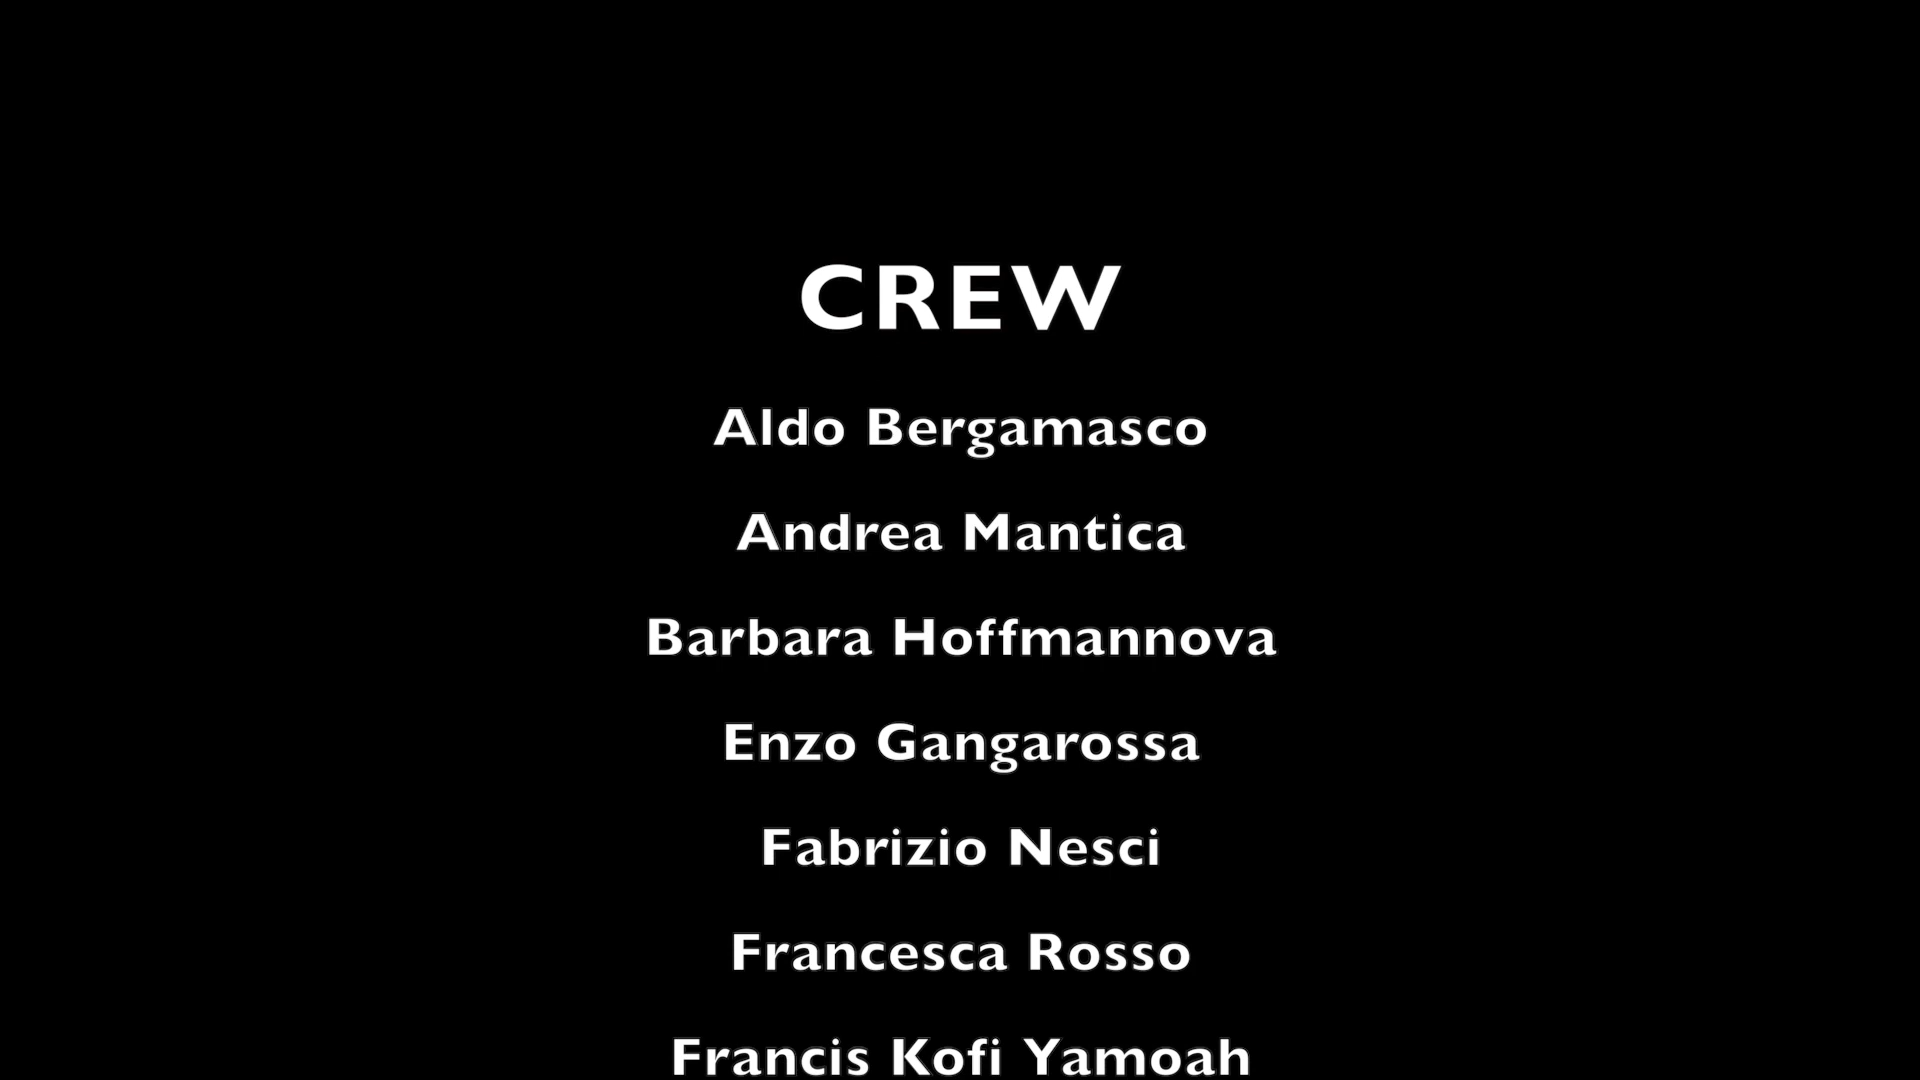 CREW
Aldo Bergamasco
Andrea Mantica
Barbara Hoffmannova
Enzo Gangarossa
Fabrizio Nesci
Francesca Rosso
Francis Kofi Yamoah